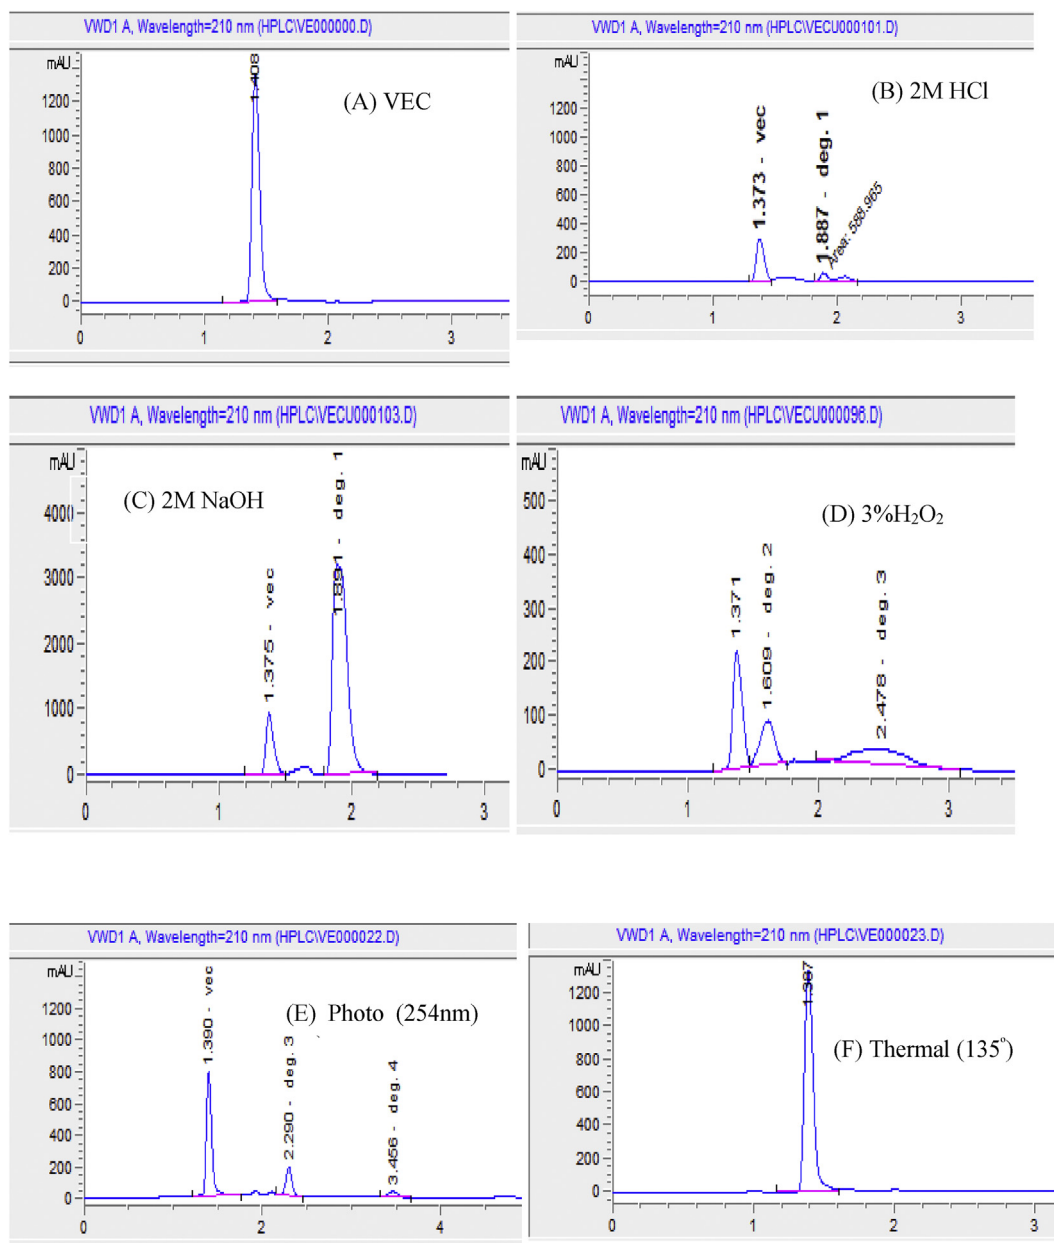 VWD1 A, Wavelength=210 nm (HPLC\VE000000.D)
mAU
1.408
(A) VEC
1200
1000
800
600
400
200
0
0 1 2 3
VWD1 A, Wavelength=210 nm (HPLC\VECU000101.D)
mAU
(B) 2M HCl
1.373 - vec
1.887 - deg. 1
Area: 588.965
1200
1000
800
600
400
200
0
0 1 2 3
VWD1 A, Wavelength=210 nm (HPLC\VECU000103.D)
mAU
(C) 2M NaOH
1.375 - vec
1.891 - deg. 1
4000
3000
2000
1000
0
0 1 2 3
VWD1 A, Wavelength=210 nm (HPLC\VECU000096.D)
mAU
(D) 3%H₂O₂
1.371
1.609 - deg. 2
2.478 - deg. 3
500
400
300
200
100
0
0 1 2 3
VWD1 A, Wavelength=210 nm (HPLC\VE000022.D)
mAU
(E) Photo (254nm)
1.390 - vec
2.290 - deg. 3
3.456 - deg. 4
1200
1000
800
600
400
200
0
0 2 4
VWD1 A, Wavelength=210 nm (HPLC\VE000023.D)
mAU
1.387
(F) Thermal (135°)
1200
1000
800
600
400
200
0
0 1 2 3